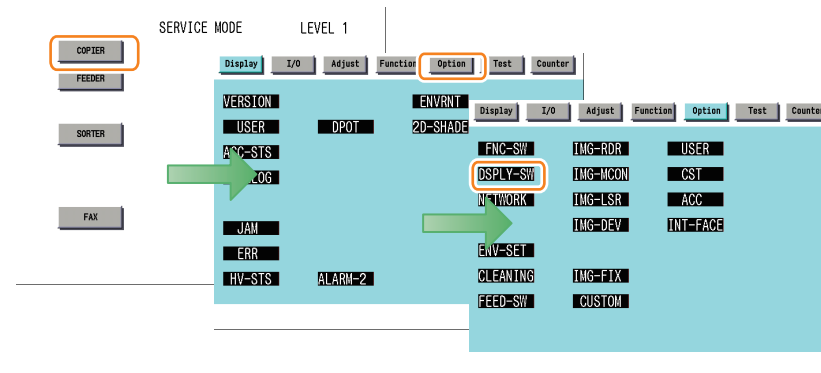 SERVICE MODE LEVEL 1
COPIER
FEEDER
SORTER
FAX
Display I/O Adjust Function Option Test Counter
VERSION ENVRNT
USER DPOT 2D-SHADE
ACC-STS
JAM
ERR
HV-STS ALARM-2
Display I/O Adjust Function Option Test
FNC-SW IMG-RDR USER
DSPLY-SW IMG-MCON CST
NETWORK IMG-LSR ACC
IMG-DEV INT-FACE
ENV-SET
CLEANING IMG-FIX
FEED-SW CUSTOM